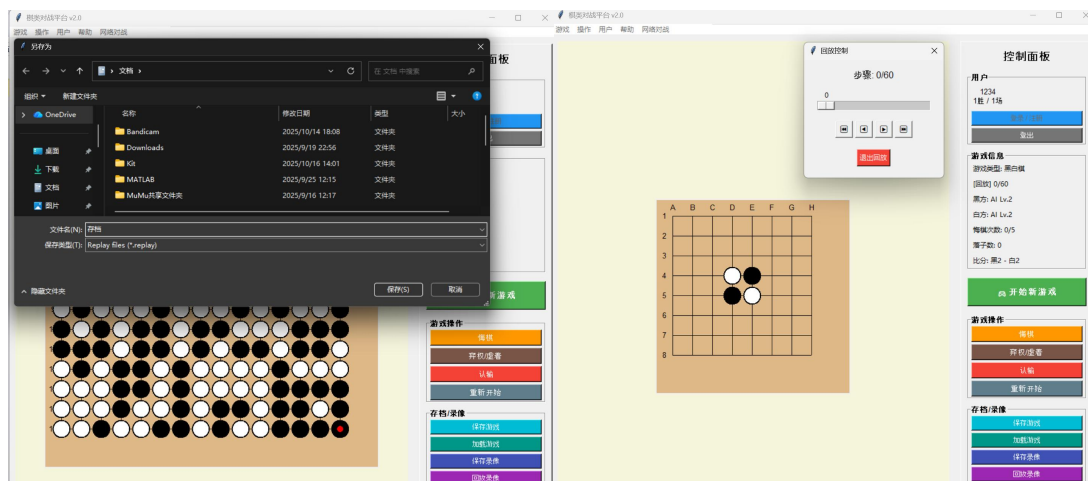 棋类对战平台 v2.0
游戏 操作 用户 帮助 网络对战
另存为
文档
在 文档 中搜索
组织 新建文件夹
OneDrive
桌面
下载
文档
图片
名称 修改日期 类型 大小
Bandicam 2025/10/14 18:08 文件夹
Downloads 2025/9/19 22:56 文件夹
Kit 2025/10/16 14:01 文件夹
MATLAB 2025/9/25 12:15 文件夹
MuMu共享文件夹 2025/9/16 12:17 文件夹
文件名(N): 存档
保存类型(T): Replay files (*.replay)
隐藏文件夹
保存(S) 取消
面板
新游戏
游戏操作
悔棋
弃权/虚着
认输
重新开始
存档/录像
保存游戏
加载游戏
保存录像
回放录像
棋类对战平台 v2.0
游戏 操作 用户 帮助 网络对战
回放控制
步骤: 0/60
0
退出回放
A B C D E F G H
1
2
3
4
5
6
7
8
控制面板
用户
1234
1胜 / 1场
登出
游戏信息
游戏类型: 黑白棋
[回放] 0/60
黑方: AI Lv.2
白方: AI Lv.2
悔棋次数: 0/5
落子数: 0
比分: 黑2 - 白2
开始新游戏
游戏操作
悔棋
弃权/虚着
认输
重新开始
存档/录像
保存游戏
加载游戏
保存录像
回放录像